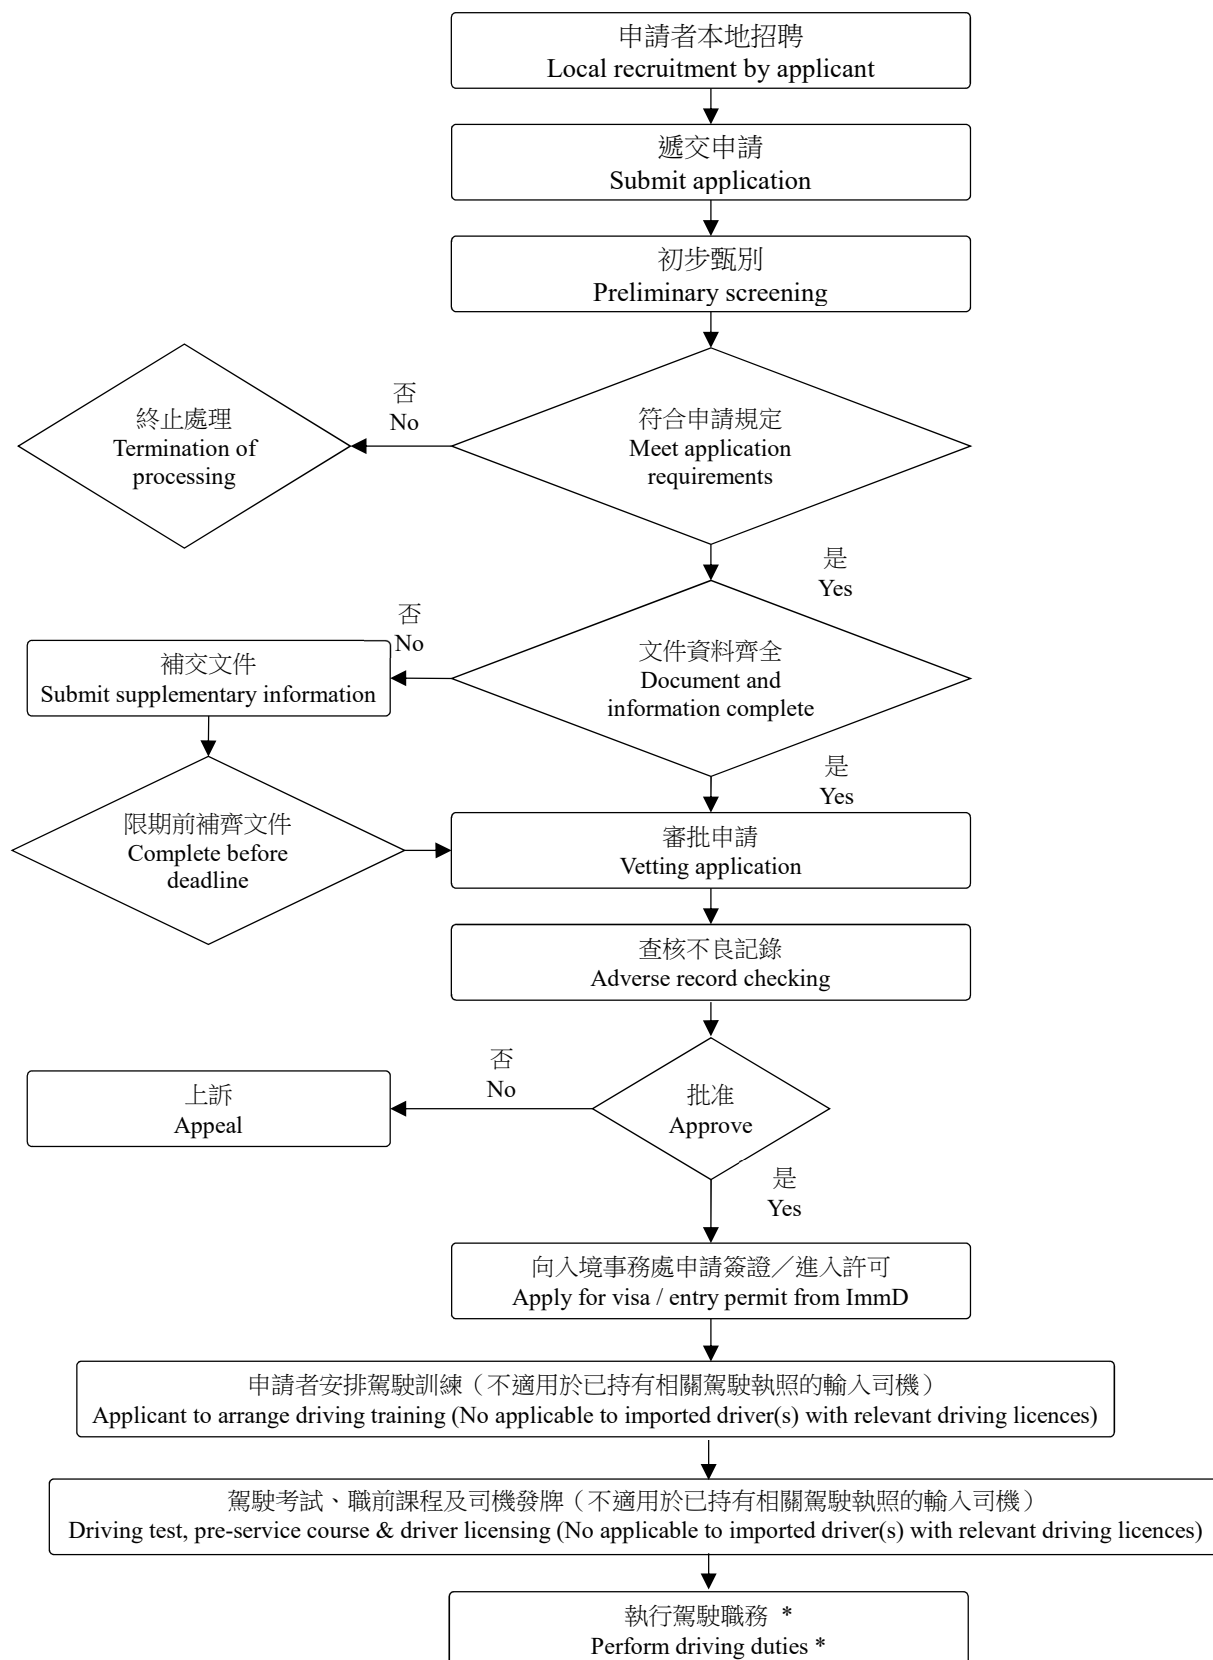 申請者本地招聘
Local recruitment by applicant
遞交申請
Submit application
初步甄別
Preliminary screening
符合申請規定
Meet application
requirements
否
No
終止處理
Termination of
processing
是
Yes
文件資料齊全
Document and
information complete
否
No
補交文件
Submit supplementary information
限期前補齊文件
Complete before
deadline
是
Yes
審批申請
Vetting application
查核不良記錄
Adverse record checking
批准
Approve
否
No
上訴
Appeal
是
Yes
向入境事務處申請簽證／進入許可
Apply for visa / entry permit from ImmD
申請者安排駕駛訓練（不適用於已持有相關駕駛執照的輸入司機）
Applicant to arrange driving training (No applicable to imported driver(s) with relevant driving licences)
駕駛考試、職前課程及司機發牌（不適用於已持有相關駕駛執照的輸入司機）
Driving test, pre-service course & driver licensing (No applicable to imported driver(s) with relevant driving licences)
執行駕駛職務 *
Perform driving duties *